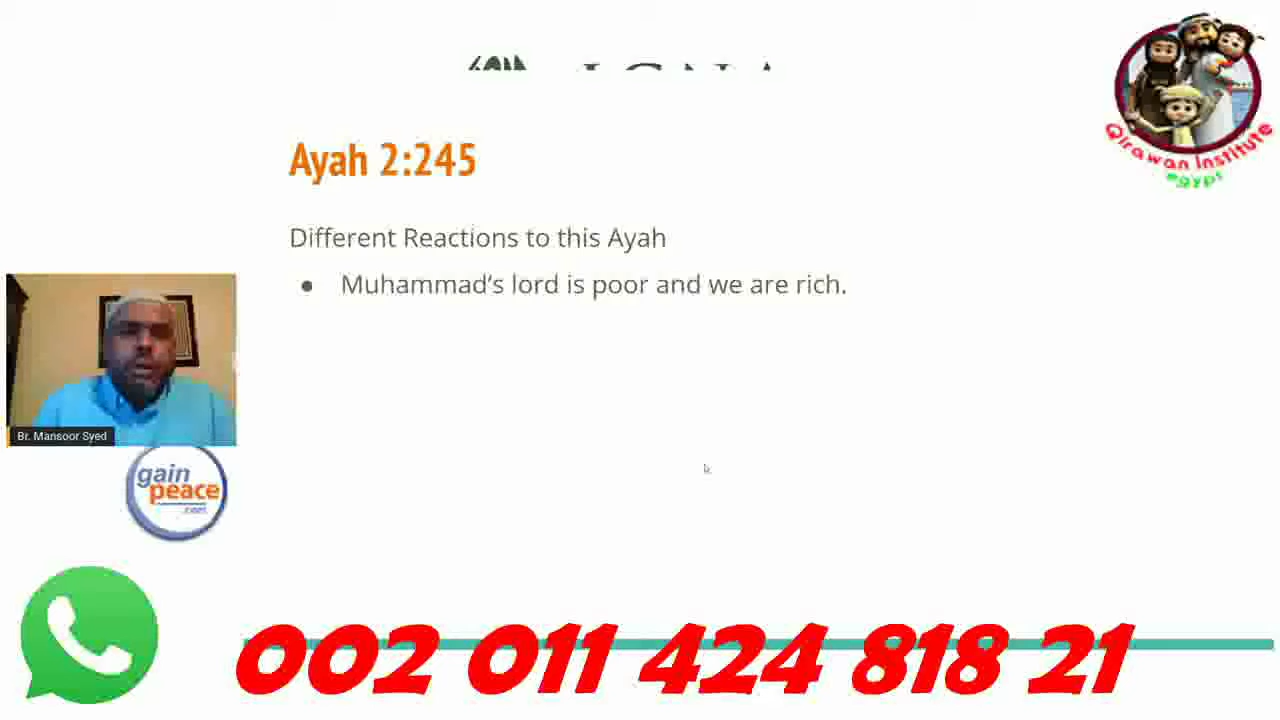 Qirawan Institute
egypt
Ayah 2:245
Different Reactions to this Ayah
● Muhammad’s lord is poor and we are rich.
Br. Mansoor Syed
gain
peace
.com
002 011 424 818 21